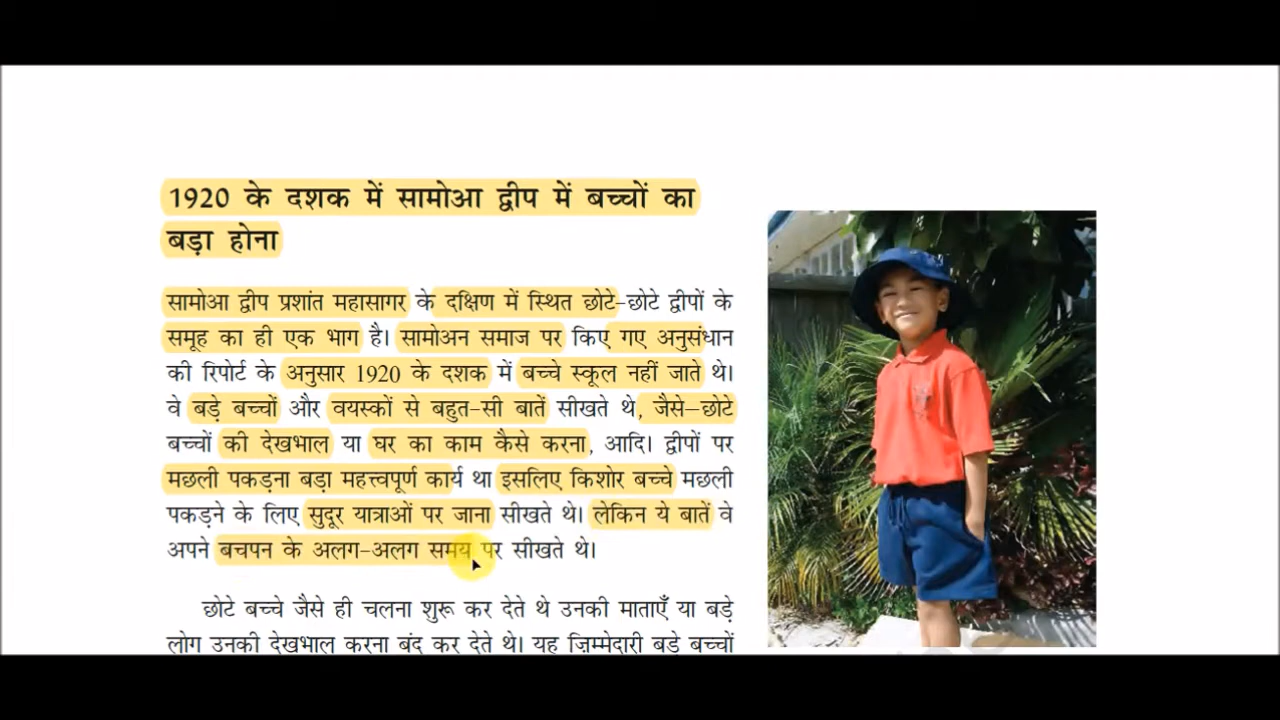 1920 के दशक में सामोआ द्वीप में बच्चों का
बड़ा होना
सामोआ द्वीप प्रशांत महासागर के दक्षिण में स्थित छोटे-छोटे द्वीपों के
समूह का ही एक भाग है। सामोअन समाज पर किए गए अनुसंधान
की रिपोर्ट के अनुसार 1920 के दशक में बच्चे स्कूल नहीं जाते थे।
वे बड़े बच्चों और वयस्कों से बहुत-सी बातें सीखते थे, जैसे–छोटे
बच्चों की देखभाल या घर का काम कैसे करना, आदि। द्वीपों पर
मछली पकड़ना बड़ा महत्त्वपूर्ण कार्य था इसलिए किशोर बच्चे मछली
पकड़ने के लिए सुदूर यात्राओं पर जाना सीखते थे। लेकिन ये बातें वे
अपने बचपन के अलग-अलग समय पर सीखते थे।
छोटे बच्चे जैसे ही चलना शुरू कर देते थे उनकी माताएँ या बड़े
लोग उनकी देखभाल करना बंद कर देते थे। यह ज़िम्मेदारी बड़े बच्चों